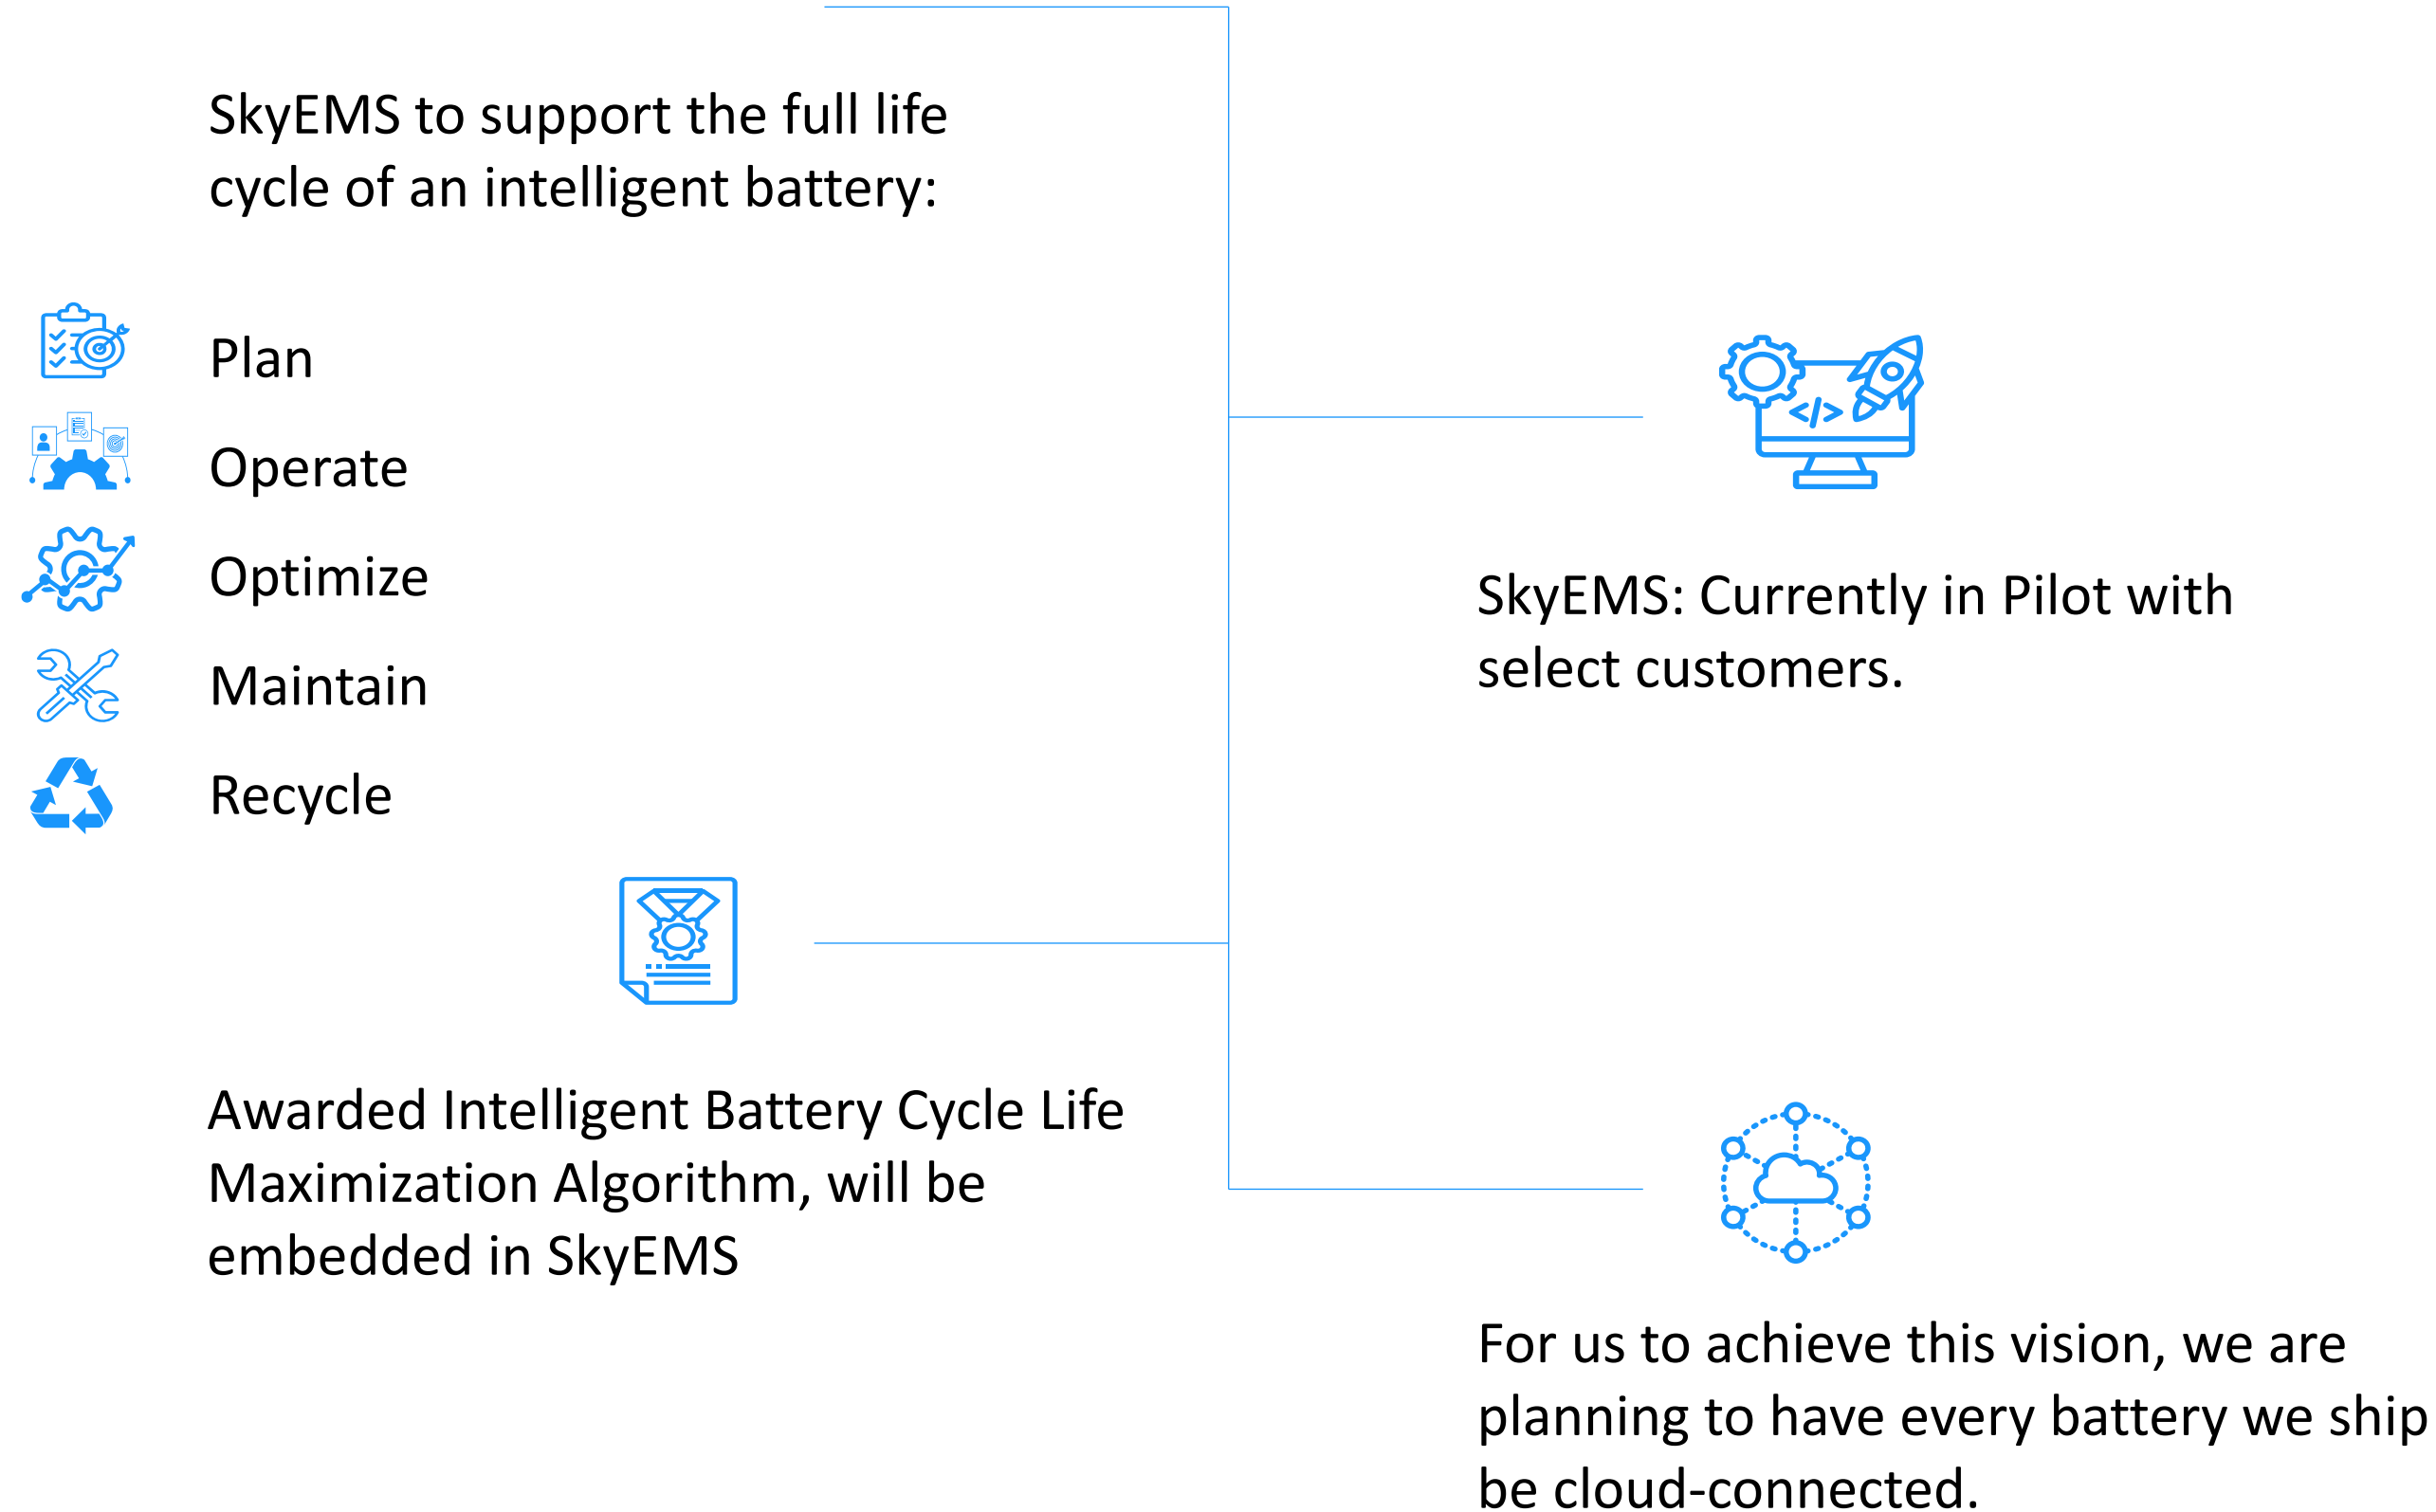 SkyEMS to support the full life
cycle of an intelligent battery:
Plan
Operate
Optimize
Maintain
Recycle
SkyEMS: Currently in Pilot with
select customers.
Awarded Intelligent Battery Cycle Life
Maximization Algorithm, will be
embedded in SkyEMS
For us to achieve this vision, we are
planning to have every battery we ship
be cloud-connected.